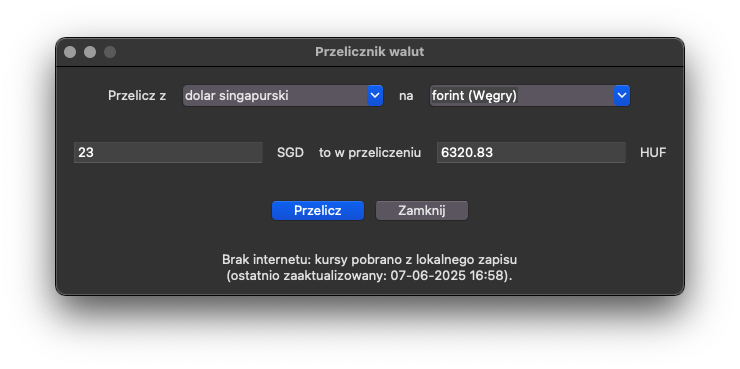 Przelicznik walut
Przelicz z dolar singapurski na forint (Węgry)
23 SGD to w przeliczeniu 6320.83 HUF
Przelicz Zamknij
Brak internetu: kursy pobrano z lokalnego zapisu
(ostatnio zaaktualizowany: 07-06-2025 16:58).